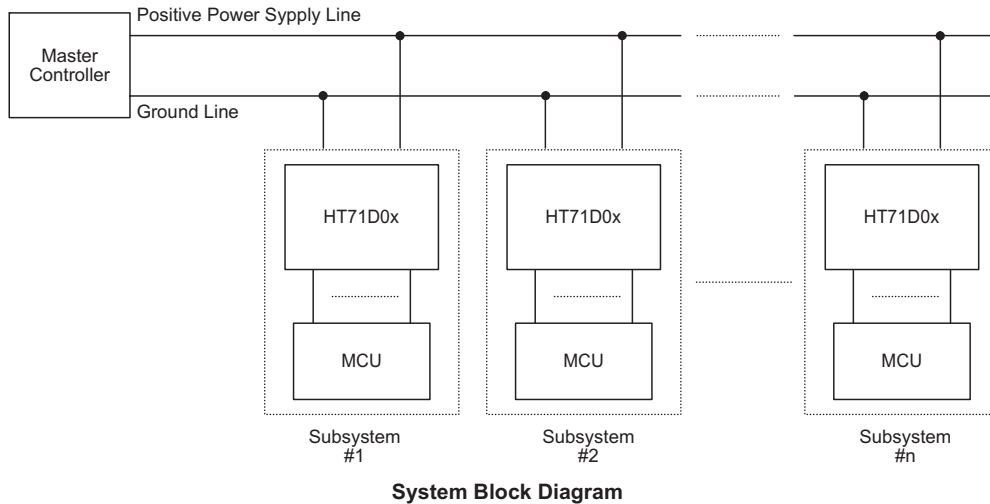 Positive Power Sypply Line
Master
Controller
Ground Line
HT71D0x
HT71D0x
HT71D0x
MCU
MCU
MCU
Subsystem
#1
Subsystem
#2
Subsystem
#n
System Block Diagram